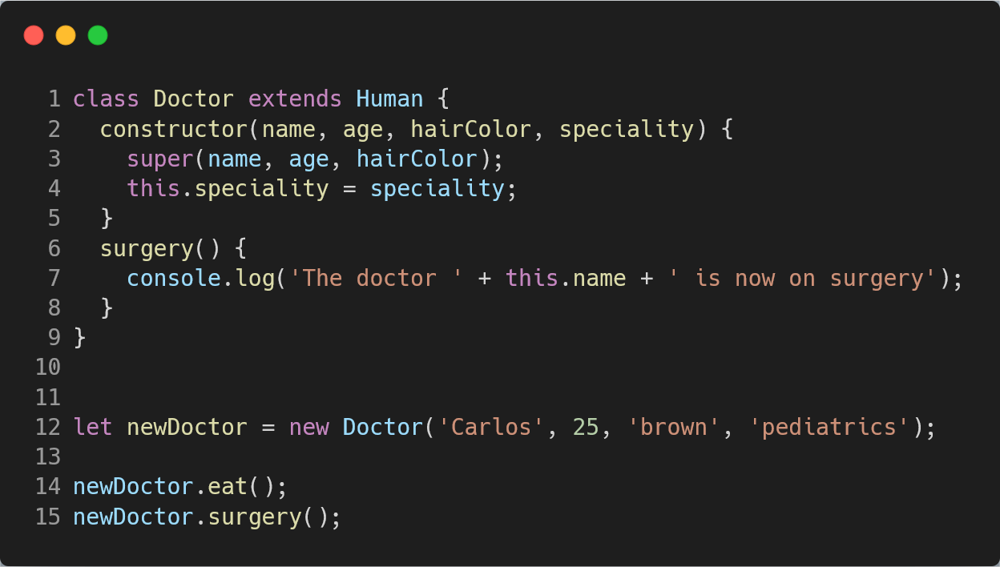 1 class Doctor extends Human {
2   constructor(name, age, hairColor, speciality) {
3     super(name, age, hairColor);
4     this.speciality = speciality;
5   }
6   surgery() {
7     console.log('The doctor ' + this.name + ' is now on surgery');
8   }
9 }
10
11
12 let newDoctor = new Doctor('Carlos', 25, 'brown', 'pediatrics');
13
14 newDoctor.eat();
15 newDoctor.surgery();